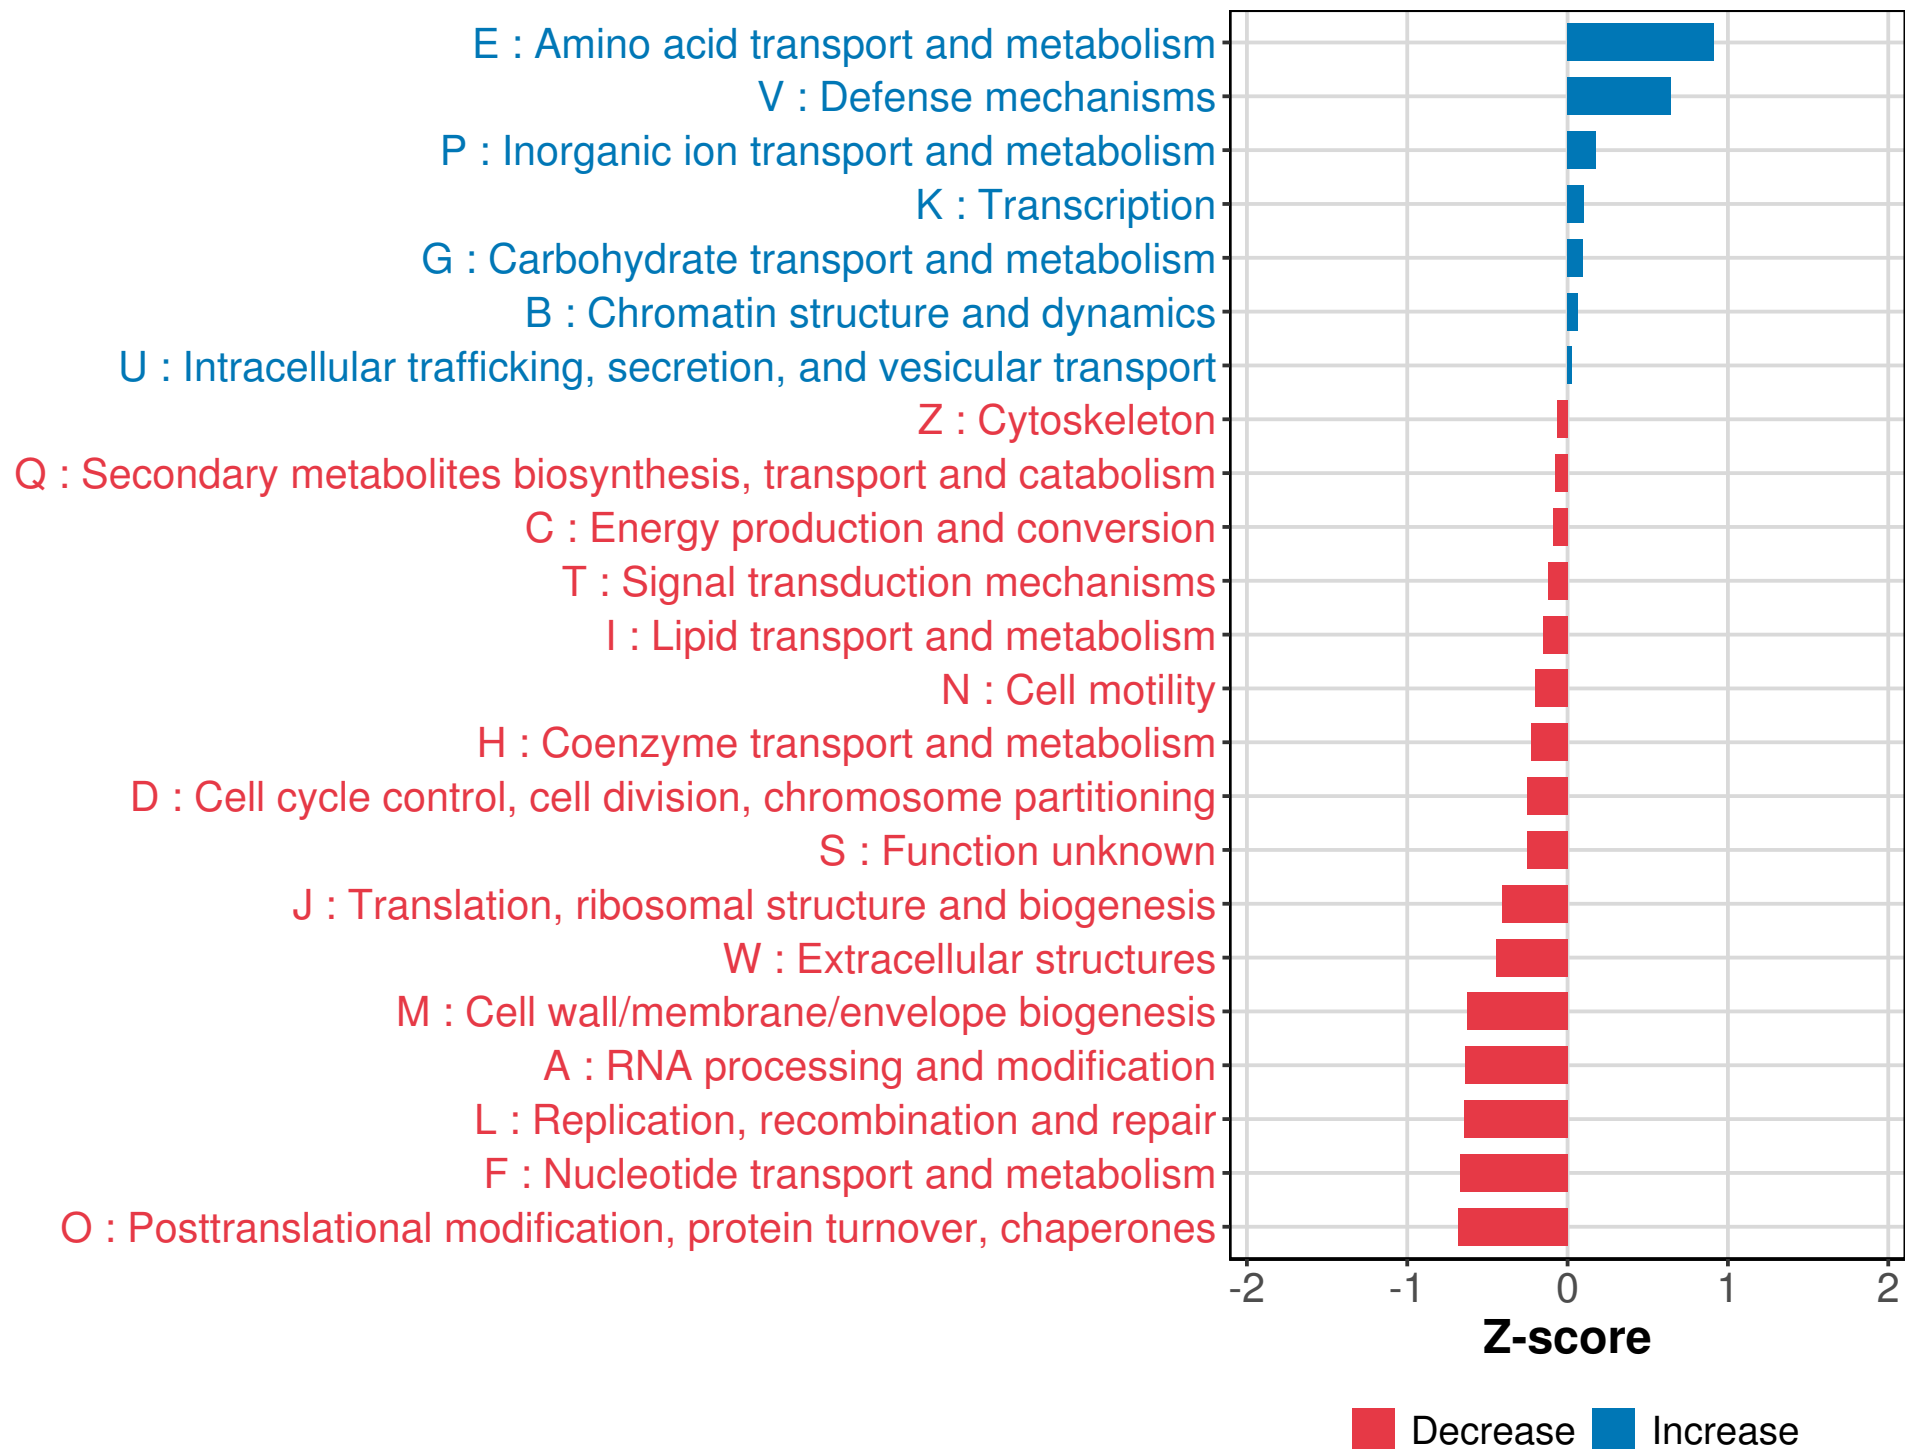 E : Amino acid transport and metabolism
V : Defense mechanisms
P : Inorganic ion transport and metabolism
K : Transcription
G : Carbohydrate transport and metabolism
B : Chromatin structure and dynamics
U : Intracellular trafficking, secretion, and vesicular transport
Z : Cytoskeleton
Q : Secondary metabolites biosynthesis, transport and catabolism
C : Energy production and conversion
T : Signal transduction mechanisms
I : Lipid transport and metabolism
N : Cell motility
H : Coenzyme transport and metabolism
D : Cell cycle control, cell division, chromosome partitioning
S : Function unknown
J : Translation, ribosomal structure and biogenesis
W : Extracellular structures
M : Cell wall/membrane/envelope biogenesis
A : RNA processing and modification
L : Replication, recombination and repair
F : Nucleotide transport and metabolism
O : Posttranslational modification, protein turnover, chaperones
-2 -1 0 1 2
Z-score
Decrease Increase